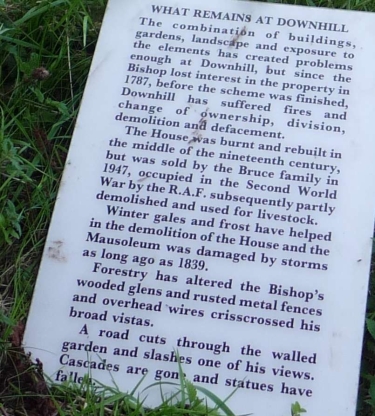 WHAT REMAINS AT DOWNHILL
The combination of buildings,
gardens, landscape and exposure to
the elements has created problems
enough at Downhill, but since the
Bishop lost interest in the property in
1787, before the scheme was finished,
Downhill has suffered fires and
change of ownership, division,
demolition and defacement.
The House was burnt and rebuilt in
the middle of the nineteenth century,
but was sold by the Bruce family in
1947, occupied in the Second World
War by the R.A.F. subsequently partly
demolished and used for livestock.
Winter gales and frost have helped
in the demolition of the House and the
Mausoleum was damaged by storms
as long ago as 1839.
Forestry has altered the Bishop's
wooded glens and rusted metal fences
and overhead wires crisscrossed his
broad vistas.
A road cuts through the walled
garden and slashes one of his views.
Cascades are gone and statues have
fallen.